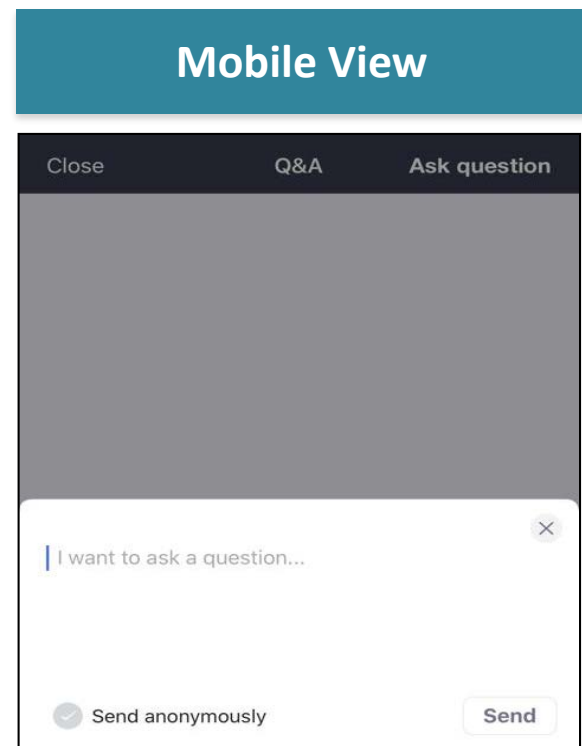 Mobile View
Close Q&A Ask question
I want to ask a question...
Send anonymously Send